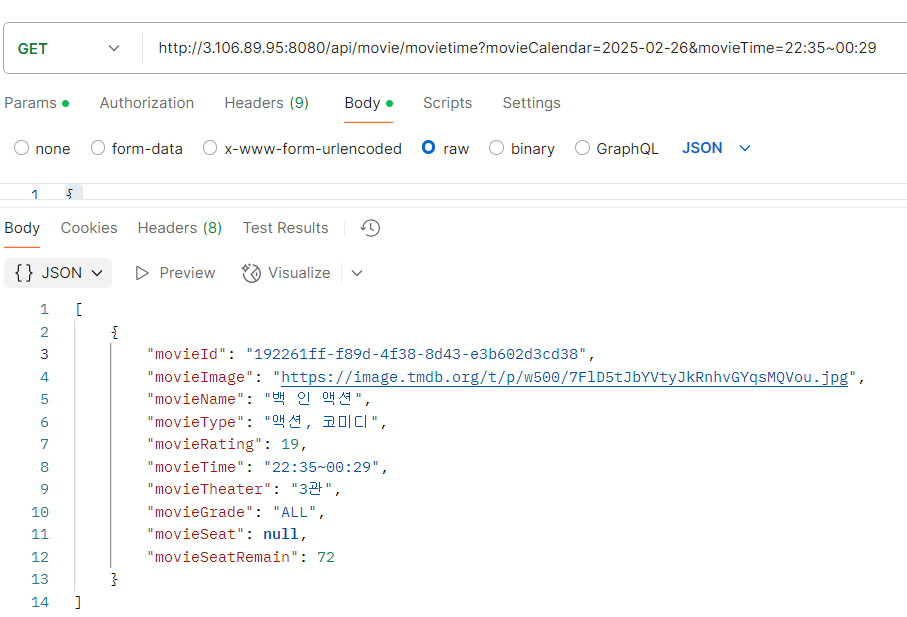 GET http://3.106.89.95:8080/api/movie/movietime?movieCalendar=2025-02-26&movieTime=22:35~00:29
Params Authorization Headers (9) Body Scripts Settings
none form-data x-www-form-urlencoded raw binary GraphQL JSON
1 {
Body Cookies Headers (8) Test Results
{} JSON Preview Visualize
1 [
2 {
3 "movieId": "192261ff-f89d-4f38-8d43-e3b602d3cd38",
4 "movieImage": "https://image.tmdb.org/t/p/w500/7FlD5tJbYVtyJkRnhvGYqsMQVou.jpg",
5 "movieName": "백 인 액션",
6 "movieType": "액션, 코미디",
7 "movieRating": 19,
8 "movieTime": "22:35~00:29",
9 "movieTheater": "3관",
10 "movieGrade": "ALL",
11 "movieSeat": null,
12 "movieSeatRemain": 72
13 }
14 ]